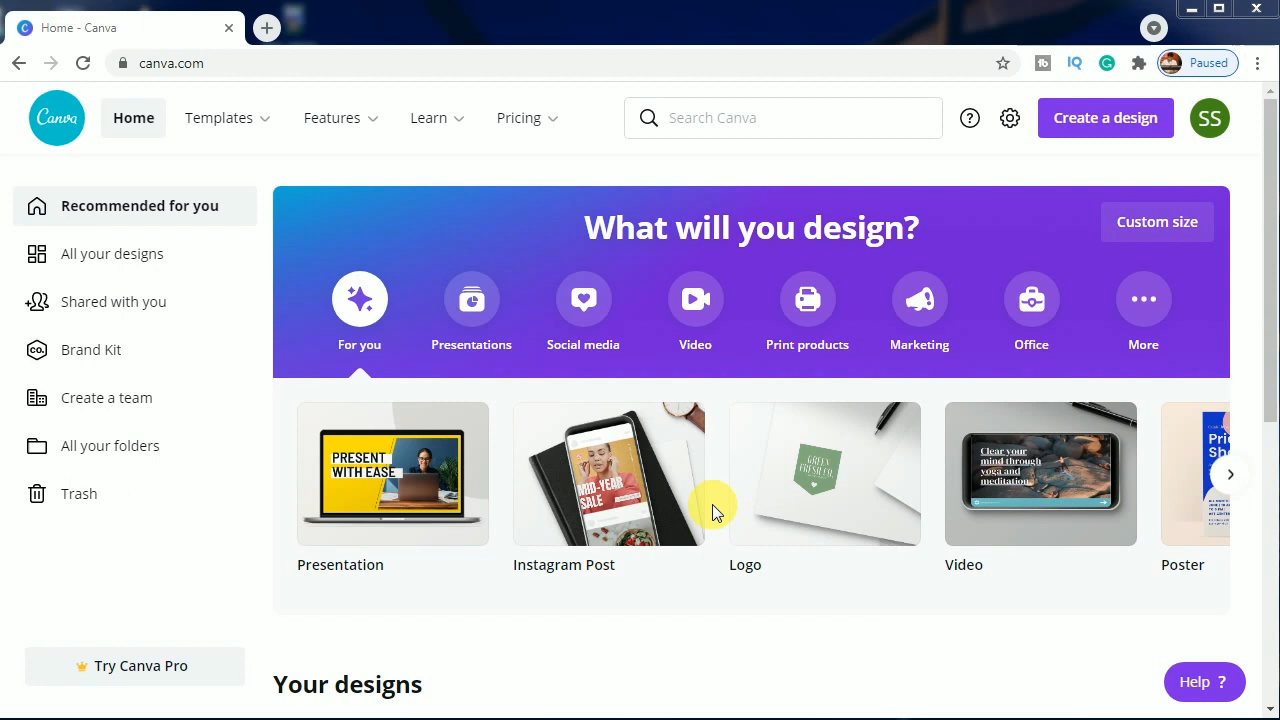 Home - Canva
canva.com
Paused
Canva
Home
Templates
Features
Learn
Pricing
Search Canva
Create a design
SS
Recommended for you
All your designs
Shared with you
Brand Kit
Create a team
All your folders
Trash
Try Canva Pro
What will you design?
Custom size
For you
Presentations
Social media
Video
Print products
Marketing
Office
More
PRESENT
WITH EASE
MID-YEAR
SALE
GREEN
FRESH CO.
Clear your
mind through
yoga and
meditation.
Presentation
Instagram Post
Logo
Video
Poster
Your designs
Help ?